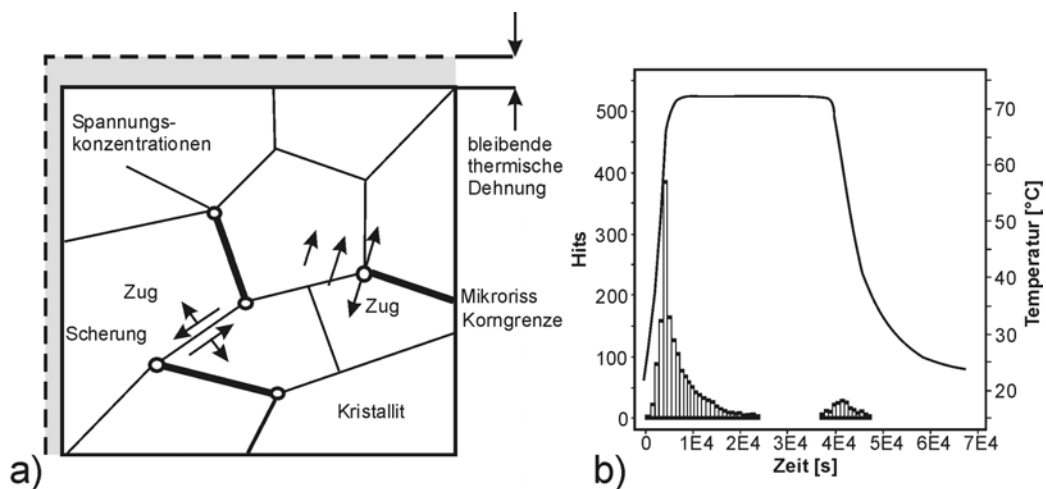 Spannungs-
konzentrationen
bleibende
thermische
Dehnung
Zug
Scherung
Zug
Mikroriss
Korngrenze
Kristallit
a)
500
400
300
200
100
0
Hits
70
60
50
40
30
20
Temperatur [°C]
0 1E4 2E4 3E4 4E4 5E4 6E4 7E4
Zeit [s]
b)